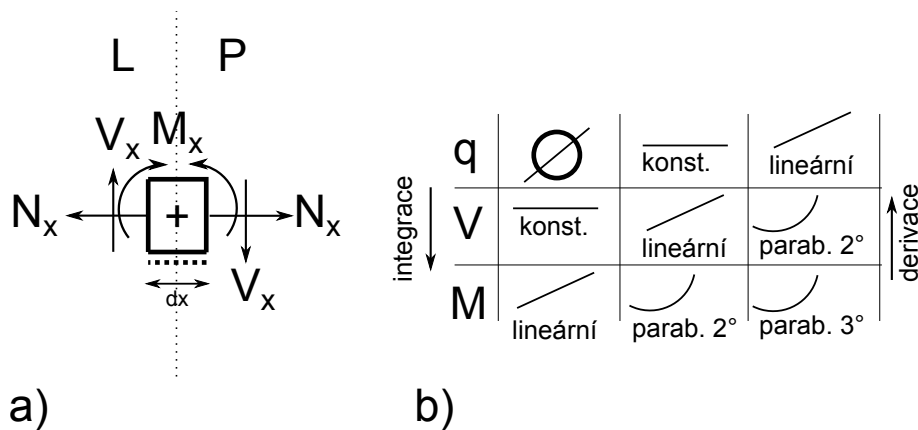 L P
V_x M_x
N_x + N_x
V_x
dx
a)
integrace
derivace
q ∅ konst. lineární
V konst. lineární parab. 2°
M lineární parab. 2° parab. 3°
b)